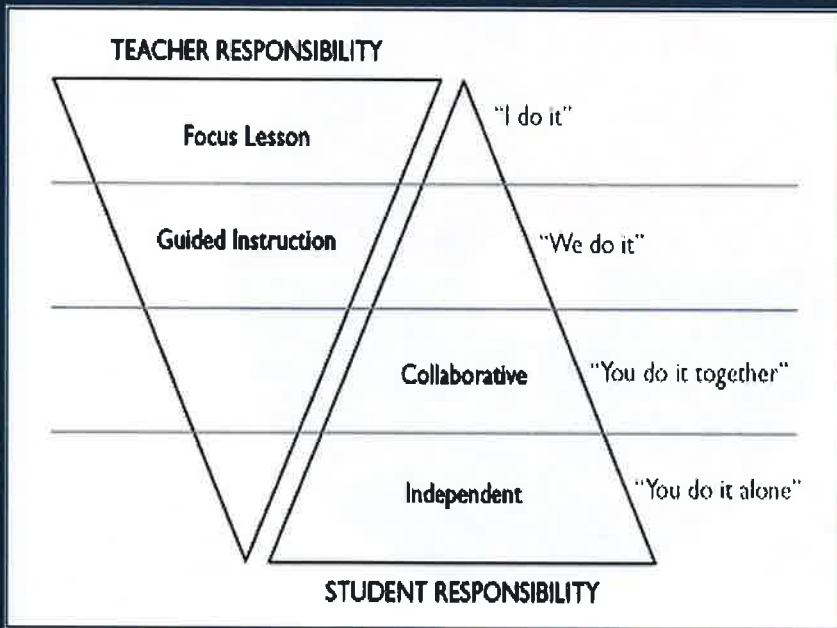 TEACHER RESPONSIBILITY
Focus Lesson
"I do it"
Guided Instruction
"We do it"
Collaborative
"You do it together"
Independent
"You do it alone"
STUDENT RESPONSIBILITY